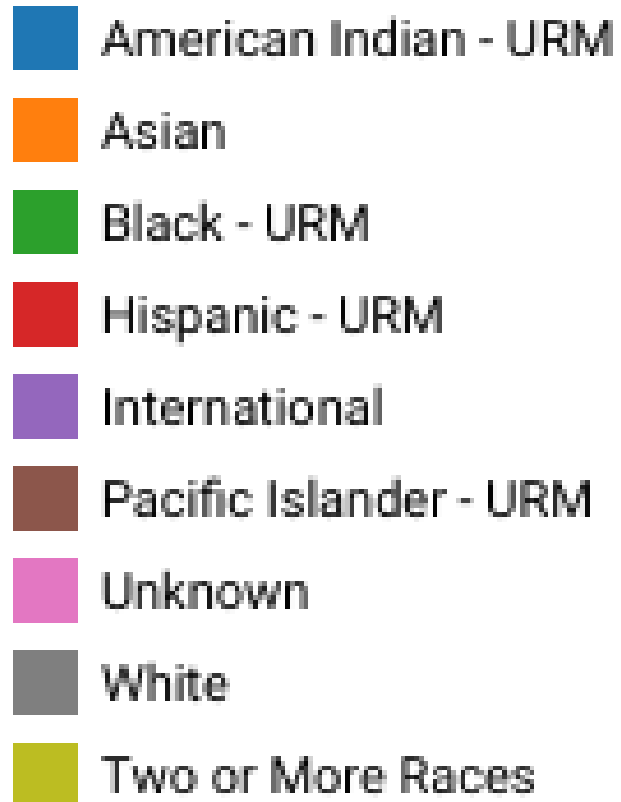 American Indian - URM
Asian
Black - URM
Hispanic - URM
International
Pacific Islander - URM
Unknown
White
Two or More Races